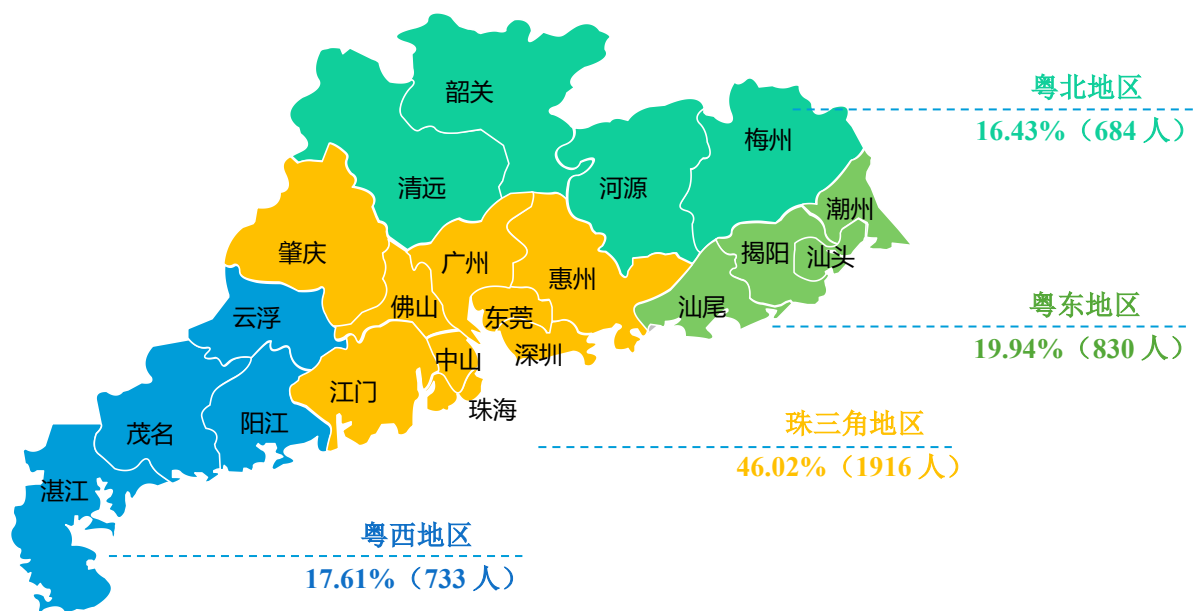 韶关
粤北地区
16.43%（684 人）
梅州
清远
河源
潮州
肇庆
广州
揭阳
汕头
惠州
佛山
云浮
东莞
汕尾
粤东地区
19.94%（830 人）
深圳
中山
江门
珠海
阳江
茂名
珠三角地区
46.02%（1916 人）
湛江
粤西地区
17.61%（733 人）